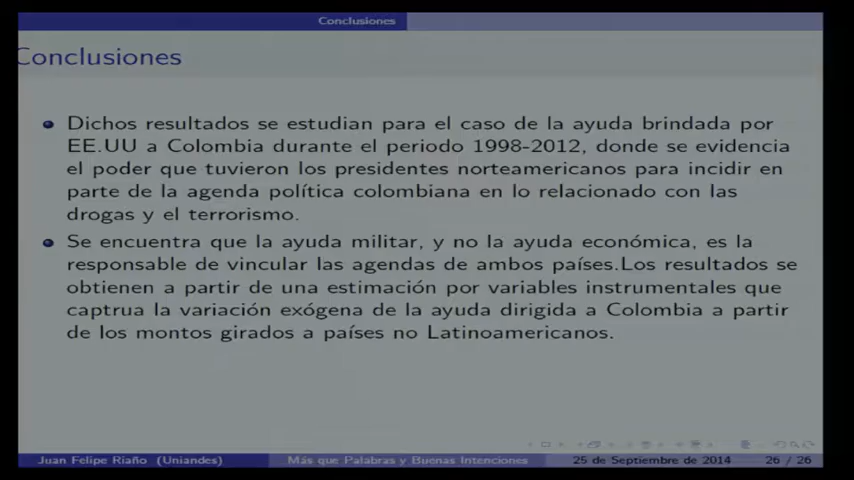 Conclusiones
Conclusiones
Dichos resultados se estudian para el caso de la ayuda brindada por
EE.UU a Colombia durante el periodo 1998-2012, donde se evidencia
el poder que tuvieron los presidentes norteamericanos para incidir en
parte de la agenda política colombiana en lo relacionado con las
drogas y el terrorismo.
Se encuentra que la ayuda militar, y no la ayuda económica, es la
responsable de vincular las agendas de ambos países.Los resultados se
obtienen a partir de una estimación por variables instrumentales que
captrua la variación exógena de la ayuda dirigida a Colombia a partir
de los montos girados a países no Latinoamericanos.
Juan Felipe Riaño (Uniandes) Más que Palabras y Buenas Intenciones 25 de Septiembre de 2014 26 / 26